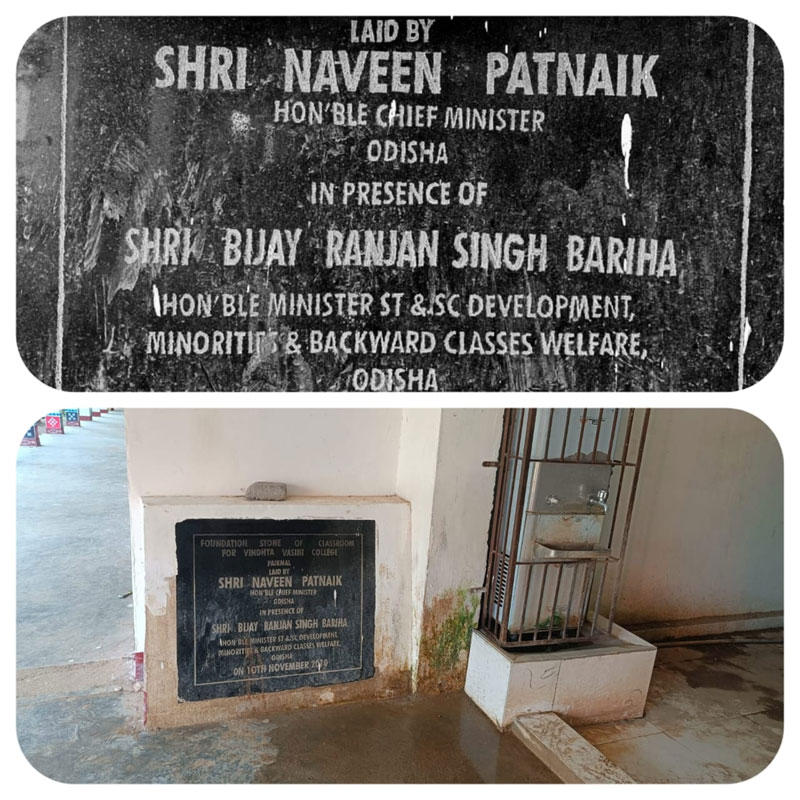 LAID BY
SHRI NAVEEN PATNAIK
HON'BLE CHIEF MINISTER
ODISHA
IN PRESENCE OF
SHRI BIJAY RANJAN SINGH BARIHA
HON'BLE MINISTER ST & SC DEVELOPMENT,
MINORITIES & BACKWARD CLASSES WELFARE,
ODISHA
FOUNDATION STONE OF CLASSROOM
FOR VINDHYA VASINI COLLEGE
PAIKMAL
LAID BY
SHRI NAVEEN PATNAIK
HON'BLE CHIEF MINISTER
ODISHA
IN PRESENCE OF
SHRI BIJAY RANJAN SINGH BARIHA
HON'BLE MINISTER ST & SC DEVELOPMENT,
MINORITIES & BACKWARD CLASSES WELFARE,
ODISHA
ON 10TH NOVEMBER